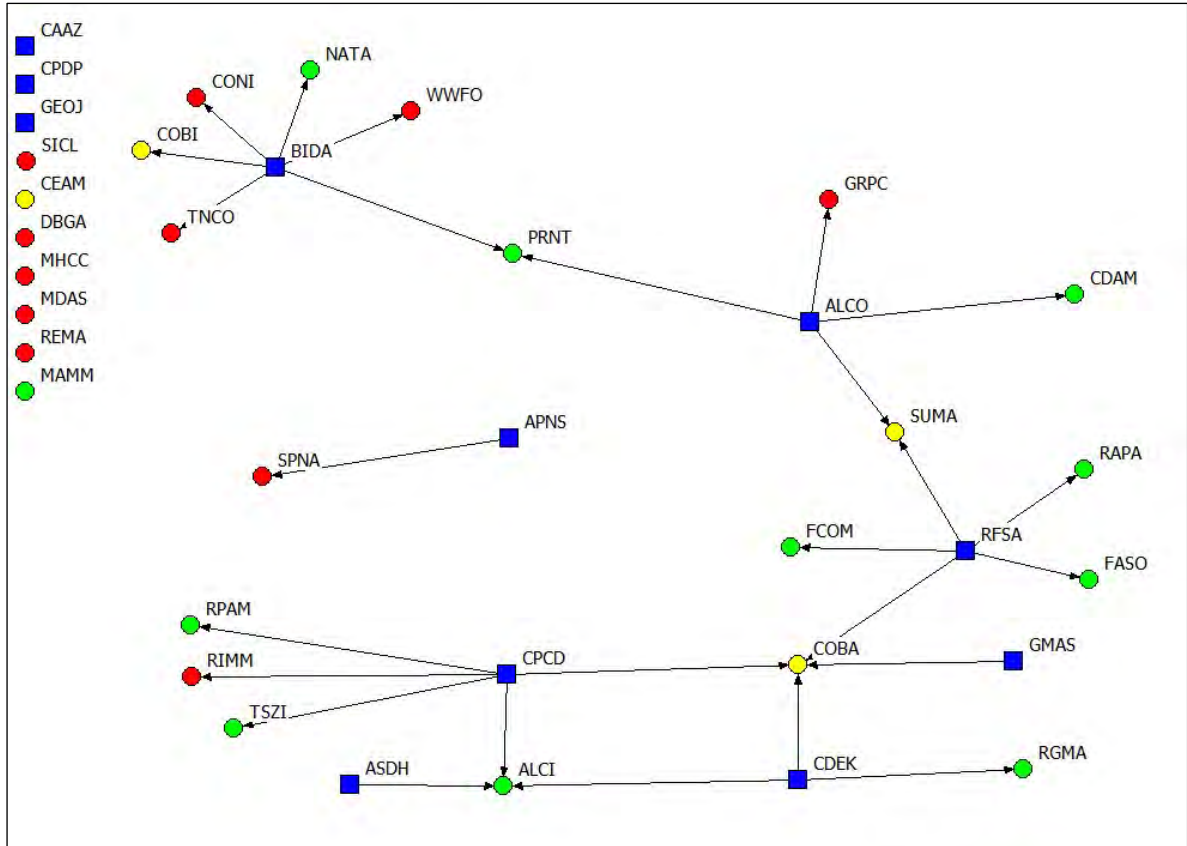 CAAZ
CPDP
GEOJ
SICL
CEAM
DBGA
MHCC
MDAS
REMA
MAMM
NATA
CONI
WWFO
COBI
BIDA
TNCO
PRNT
GRPC
CDAM
ALCO
SUMA
APNS
SPNA
RAPA
FCOM
RFSA
FASO
RPAM
CPCD
COBA
GMAS
RIMM
TSZI
ASDH
ALCI
CDEK
RGMA